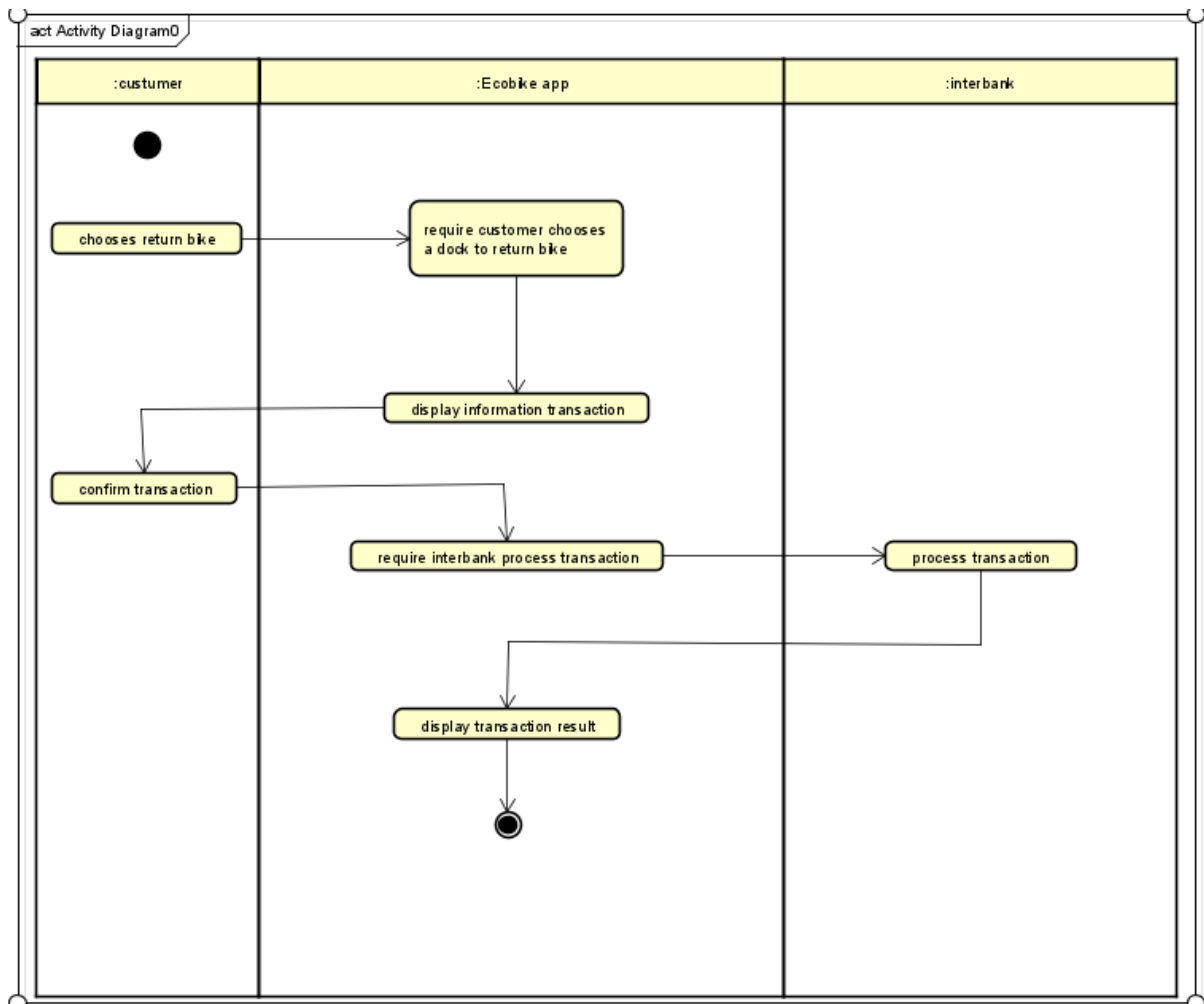 act Activity Diagram0
:custumer
:Ecobike app
:interbank
chooses return bike
require customer chooses
a dock to return bike
display information transaction
confirm transaction
require interbank process transaction
process transaction
display transaction result